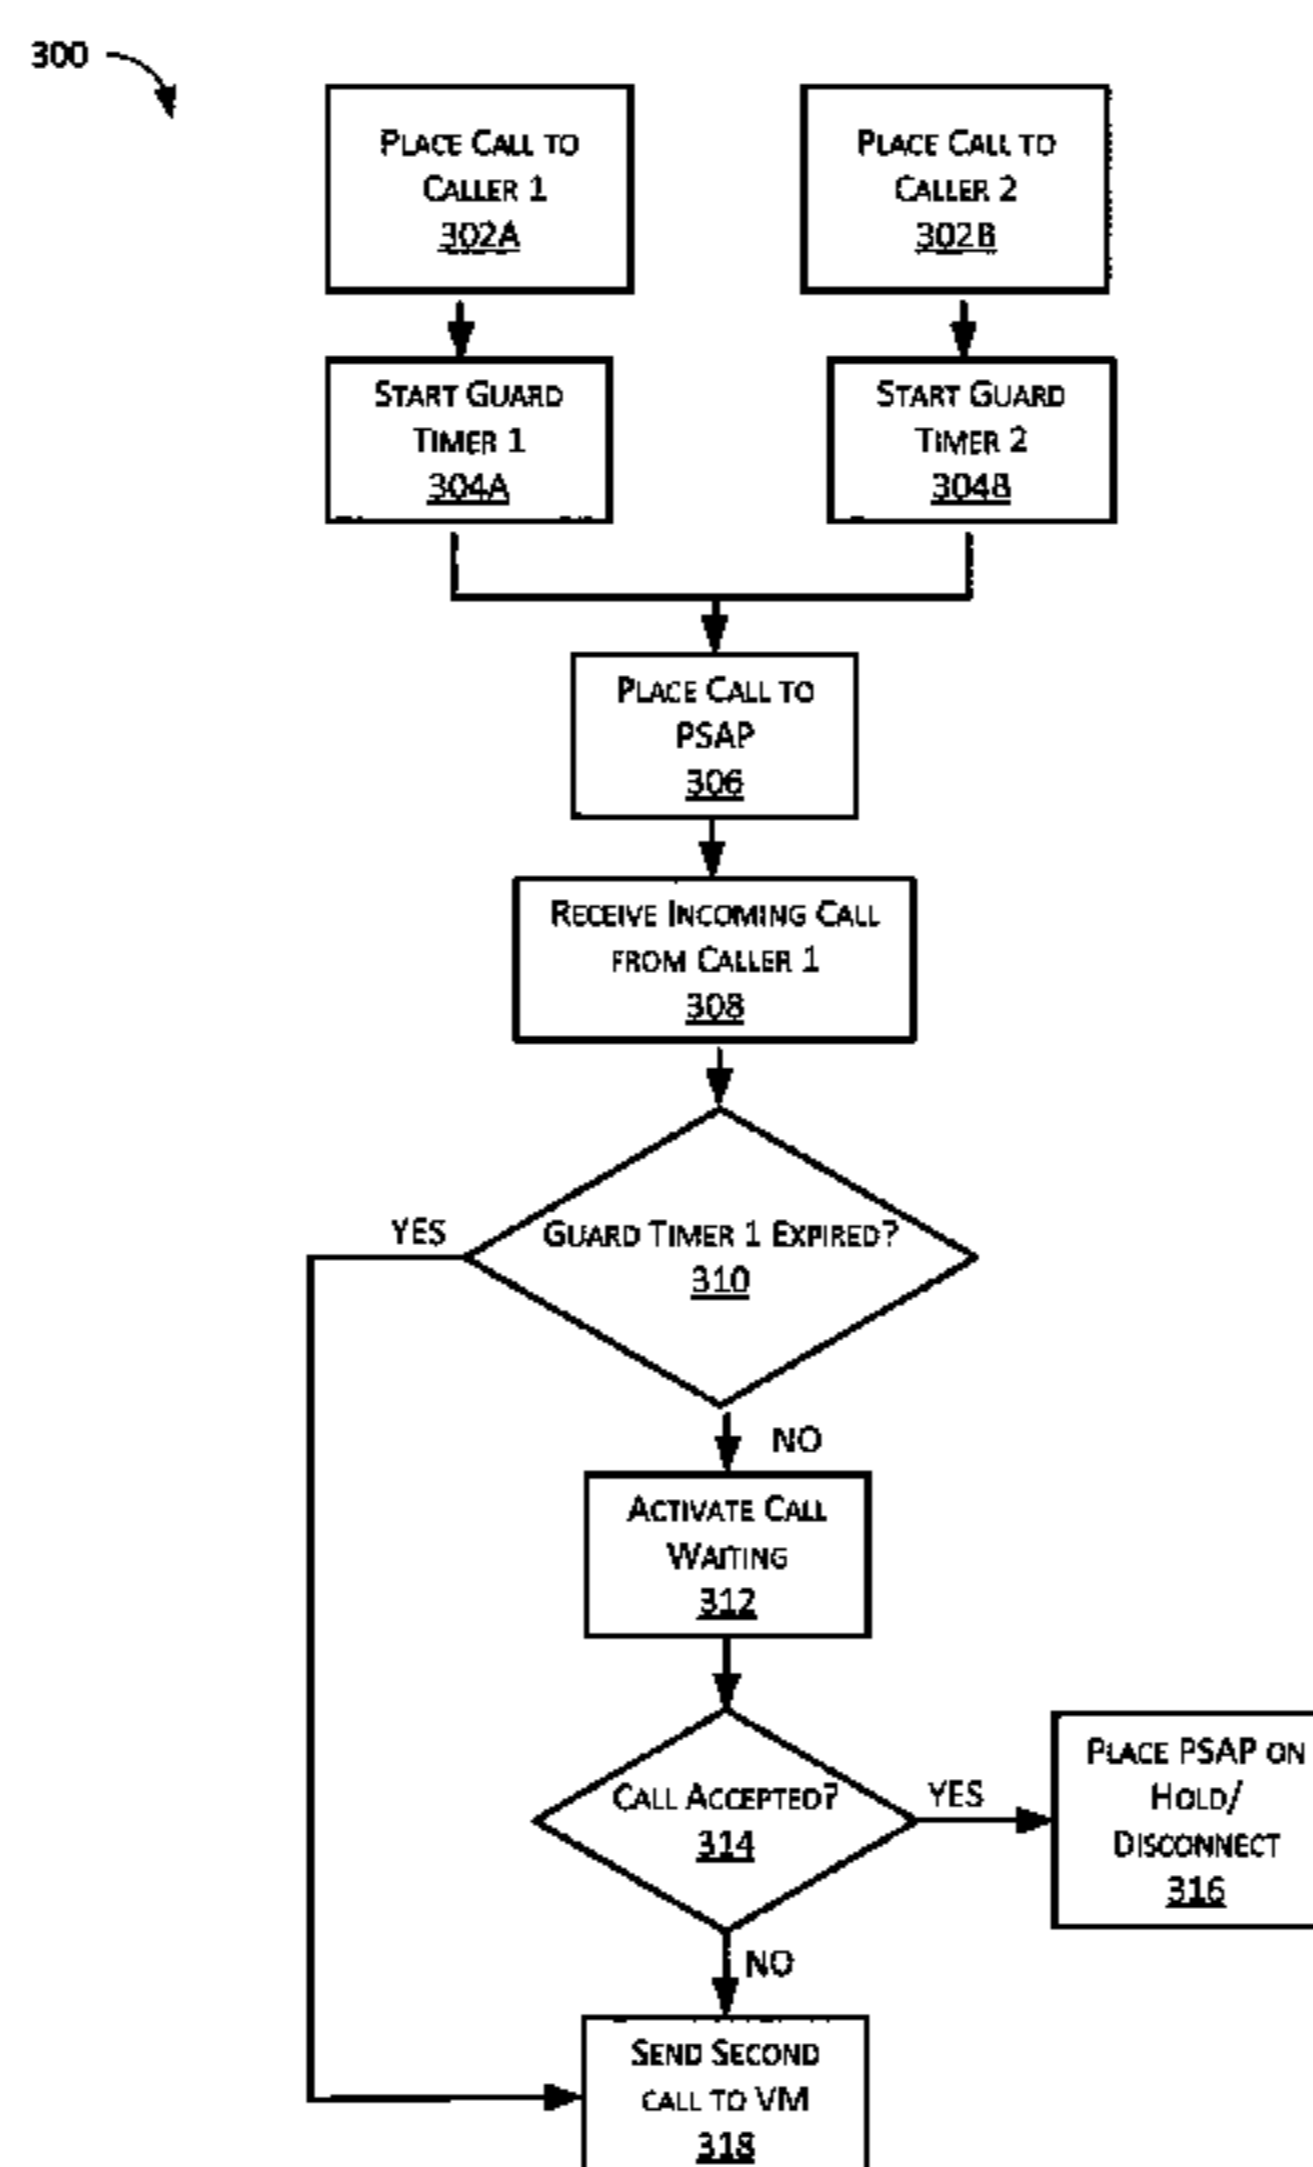 300
PLACE CALL TO
CALLER 1
302A
PLACE CALL TO
CALLER 2
302B
START GUARD
TIMER 1
304A
START GUARD
TIMER 2
304B
PLACE CALL TO
PSAP
306
RECEIVE INCOMING CALL
FROM CALLER 1
308
YES
GUARD TIMER 1 EXPIRED?
310
NO
ACTIVATE CALL
WAITING
312
CALL ACCEPTED?
314
YES
PLACE PSAP ON
HOLD/
DISCONNECT
316
NO
SEND SECOND
CALL TO VM
318